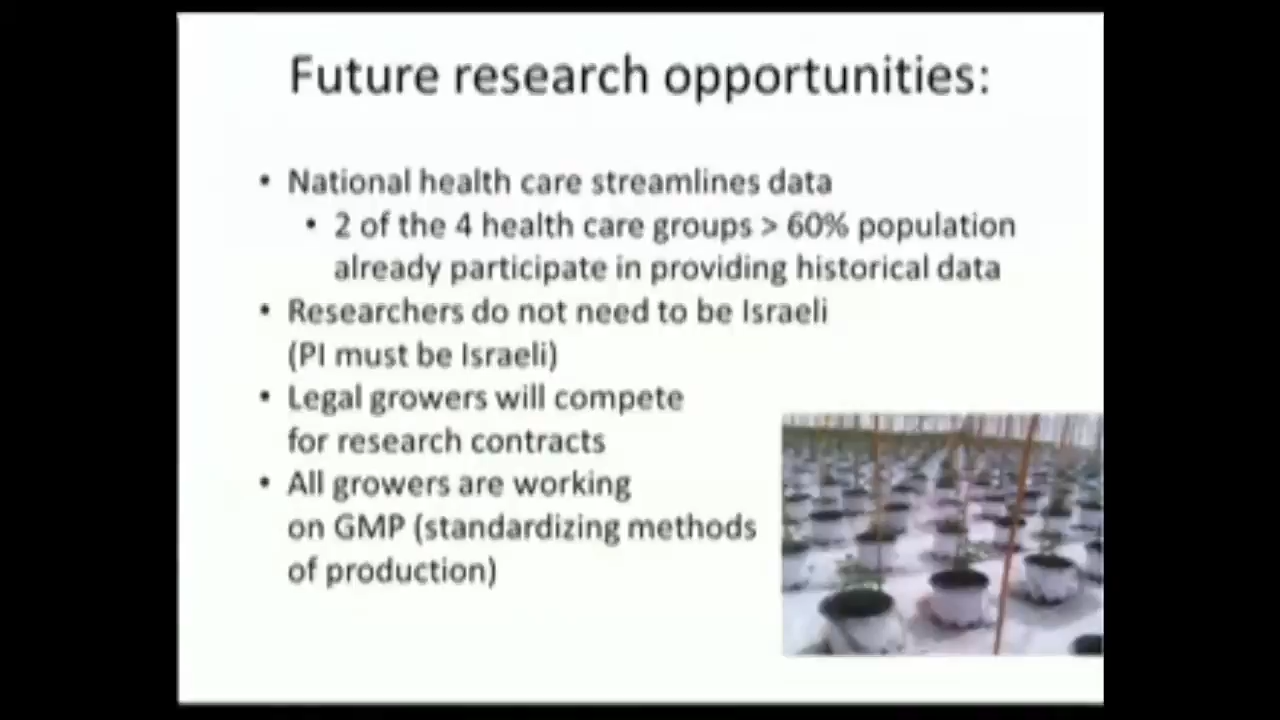 Future research opportunities:
• National health care streamlines data
• 2 of the 4 health care groups > 60% population
already participate in providing historical data
• Researchers do not need to be Israeli
(PI must be Israeli)
• Legal growers will compete
for research contracts
• All growers are working
on GMP (standardizing methods
of production)